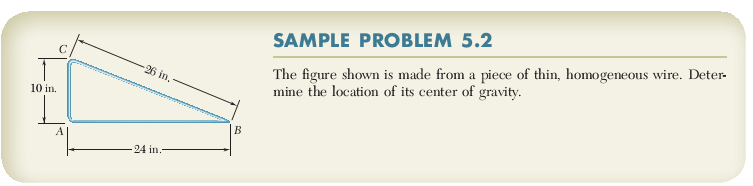 SAMPLE PROBLEM 5.2
The figure shown is made from a piece of thin, homogeneous wire. Deter-
mine the location of its center of gravity.
C
26 in.
10 in.
A
B
24 in.